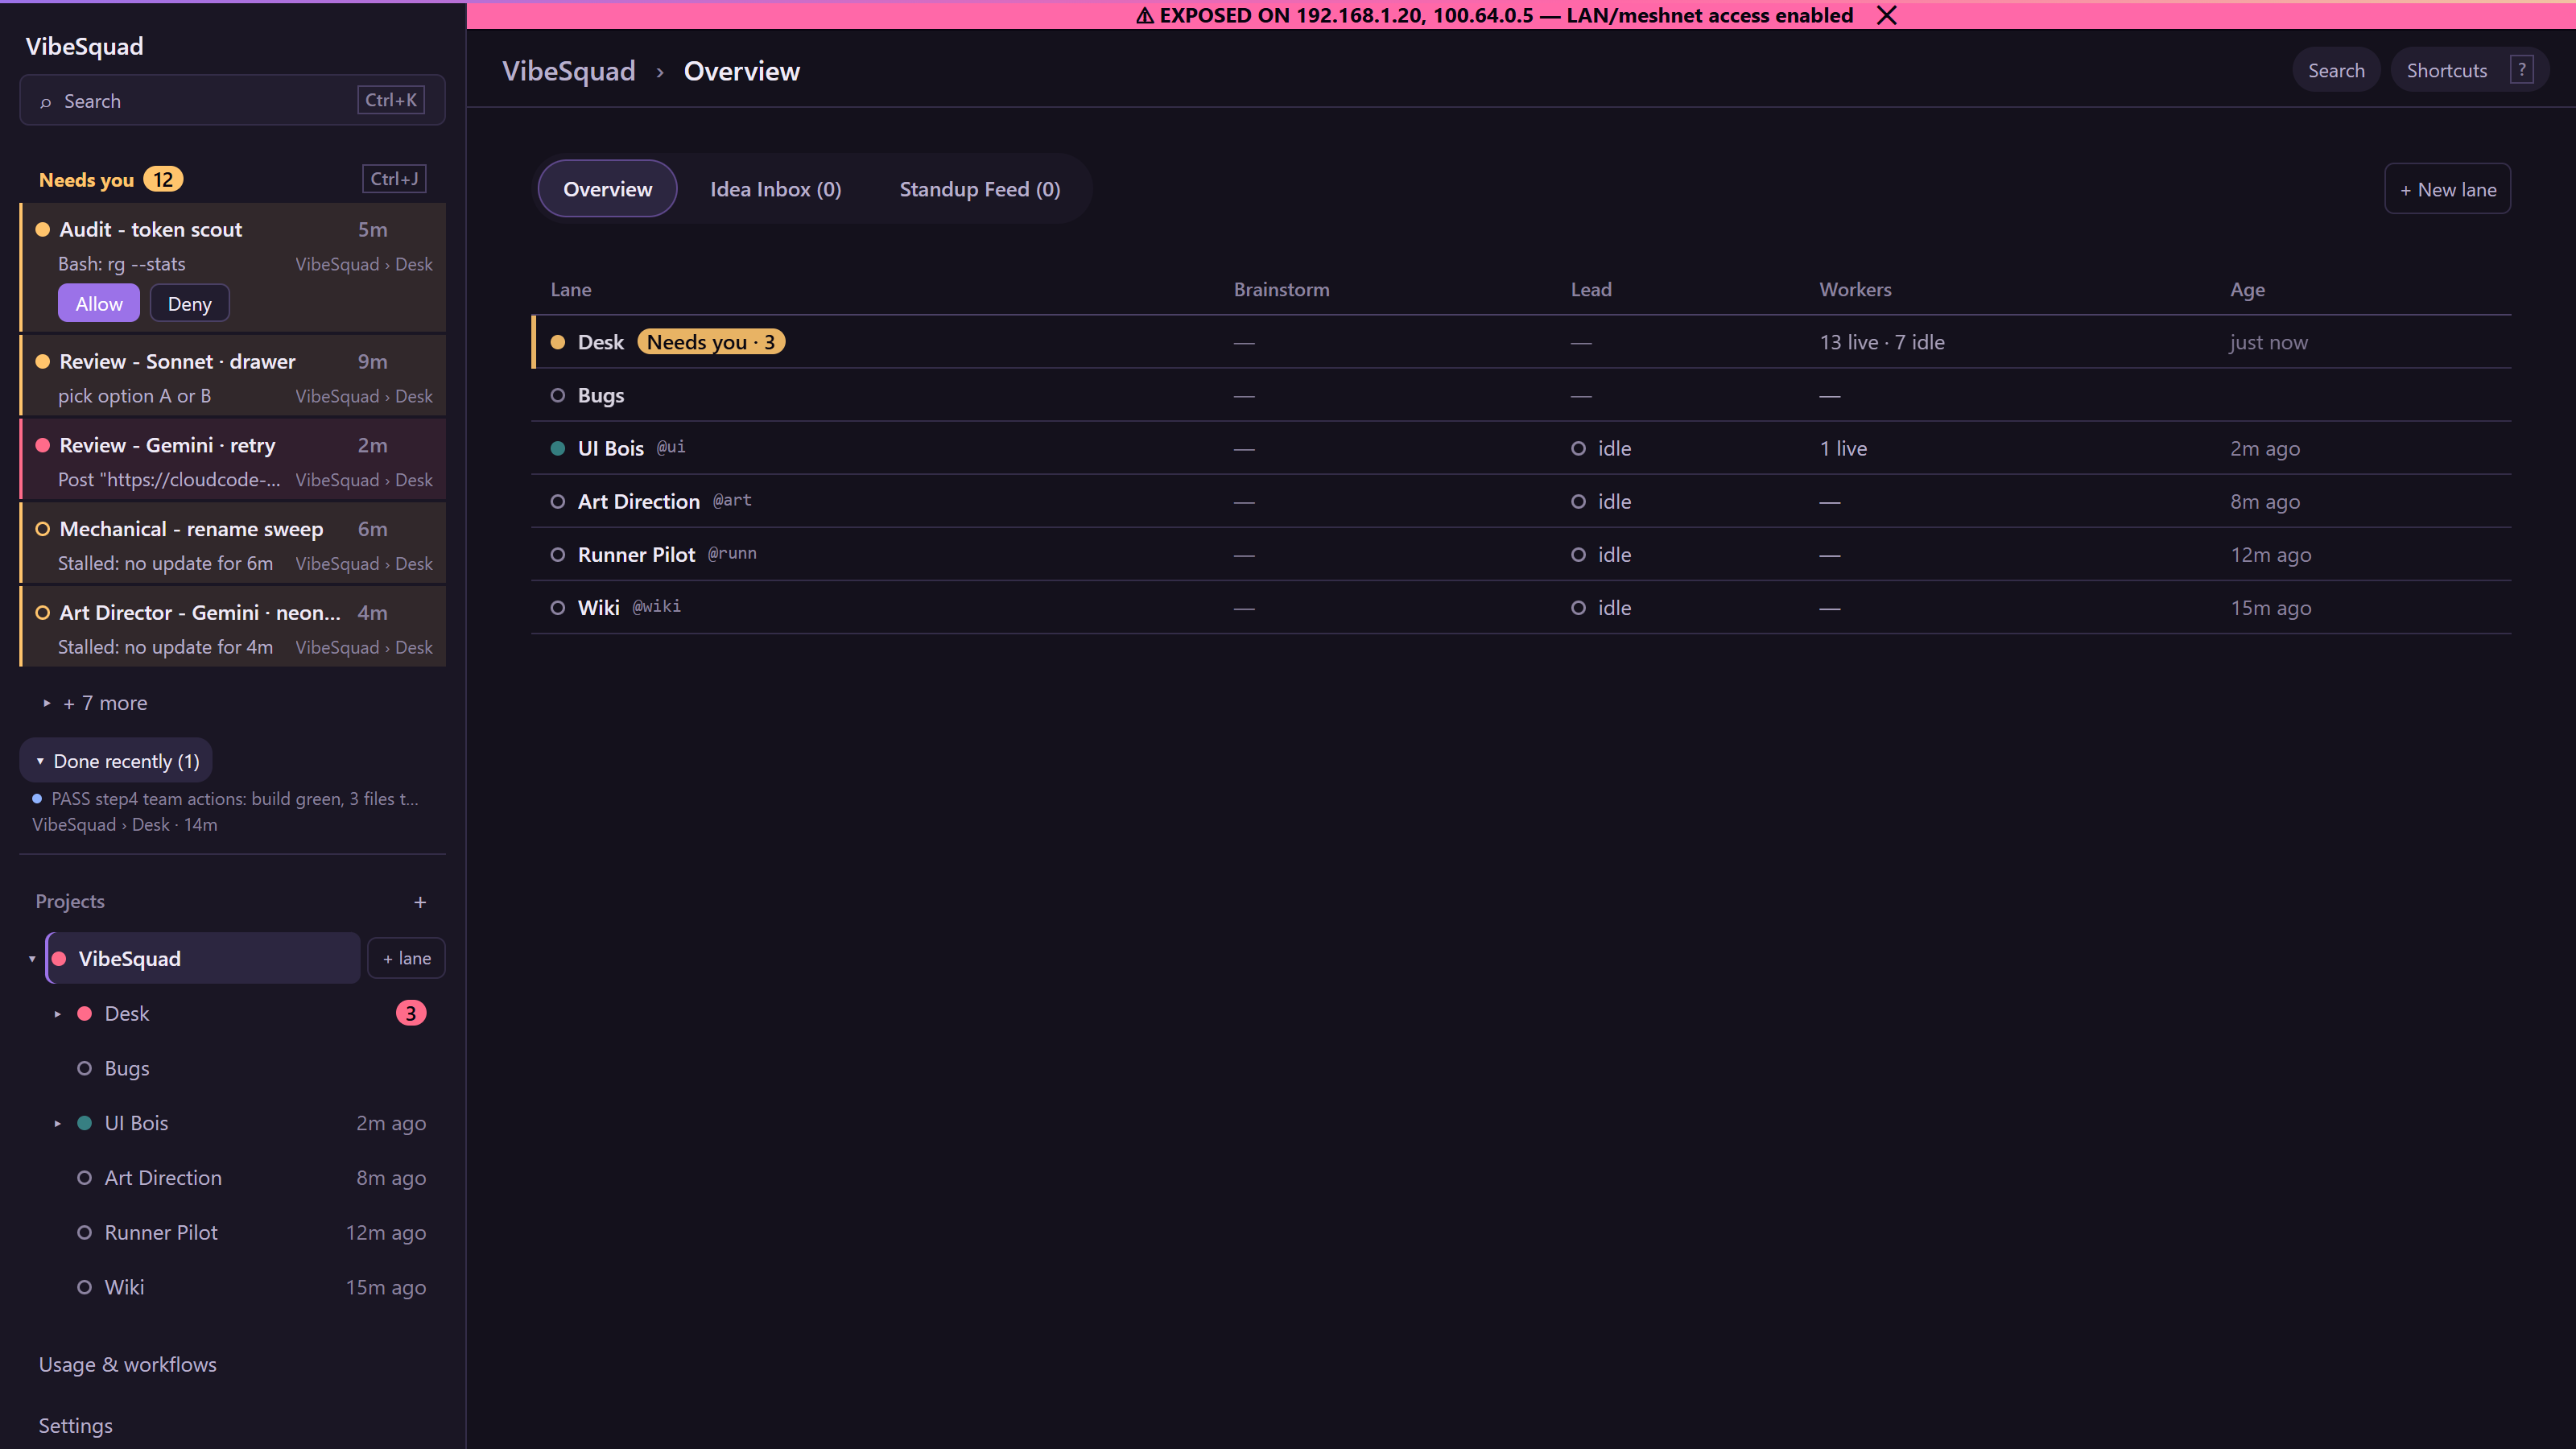 ⚠ EXPOSED ON 192.168.1.20, 100.64.0.5 — LAN/meshnet access enabled ✕
VibeSquad
⌕ Search Ctrl+K
Needs you 12 Ctrl+J
Audit - token scout 5m
Bash: rg --stats VibeSquad › Desk
Allow Deny
Review - Sonnet · drawer 9m
pick option A or B VibeSquad › Desk
Review - Gemini · retry 2m
Post "https://cloudcode-... VibeSquad › Desk
Mechanical - rename sweep 6m
Stalled: no update for 6m VibeSquad › Desk
Art Director - Gemini · neon... 4m
Stalled: no update for 4m VibeSquad › Desk
▸ + 7 more
▾ Done recently (1)
PASS step4 team actions: build green, 3 files t...
VibeSquad › Desk · 14m
Projects +
▾ VibeSquad + lane
▸ Desk 3
Bugs
▸ UI Bois 2m ago
Art Direction 8m ago
Runner Pilot 12m ago
Wiki 15m ago
Usage & workflows
Settings
VibeSquad › Overview
Search Shortcuts ?
Overview Idea Inbox (0) Standup Feed (0) + New lane
Lane Brainstorm Lead Workers Age
Desk Needs you · 3 — — 13 live · 7 idle just now
Bugs — — —
UI Bois @ui — idle 1 live 2m ago
Art Direction @art — idle — 8m ago
Runner Pilot @runn — idle — 12m ago
Wiki @wiki — idle — 15m ago